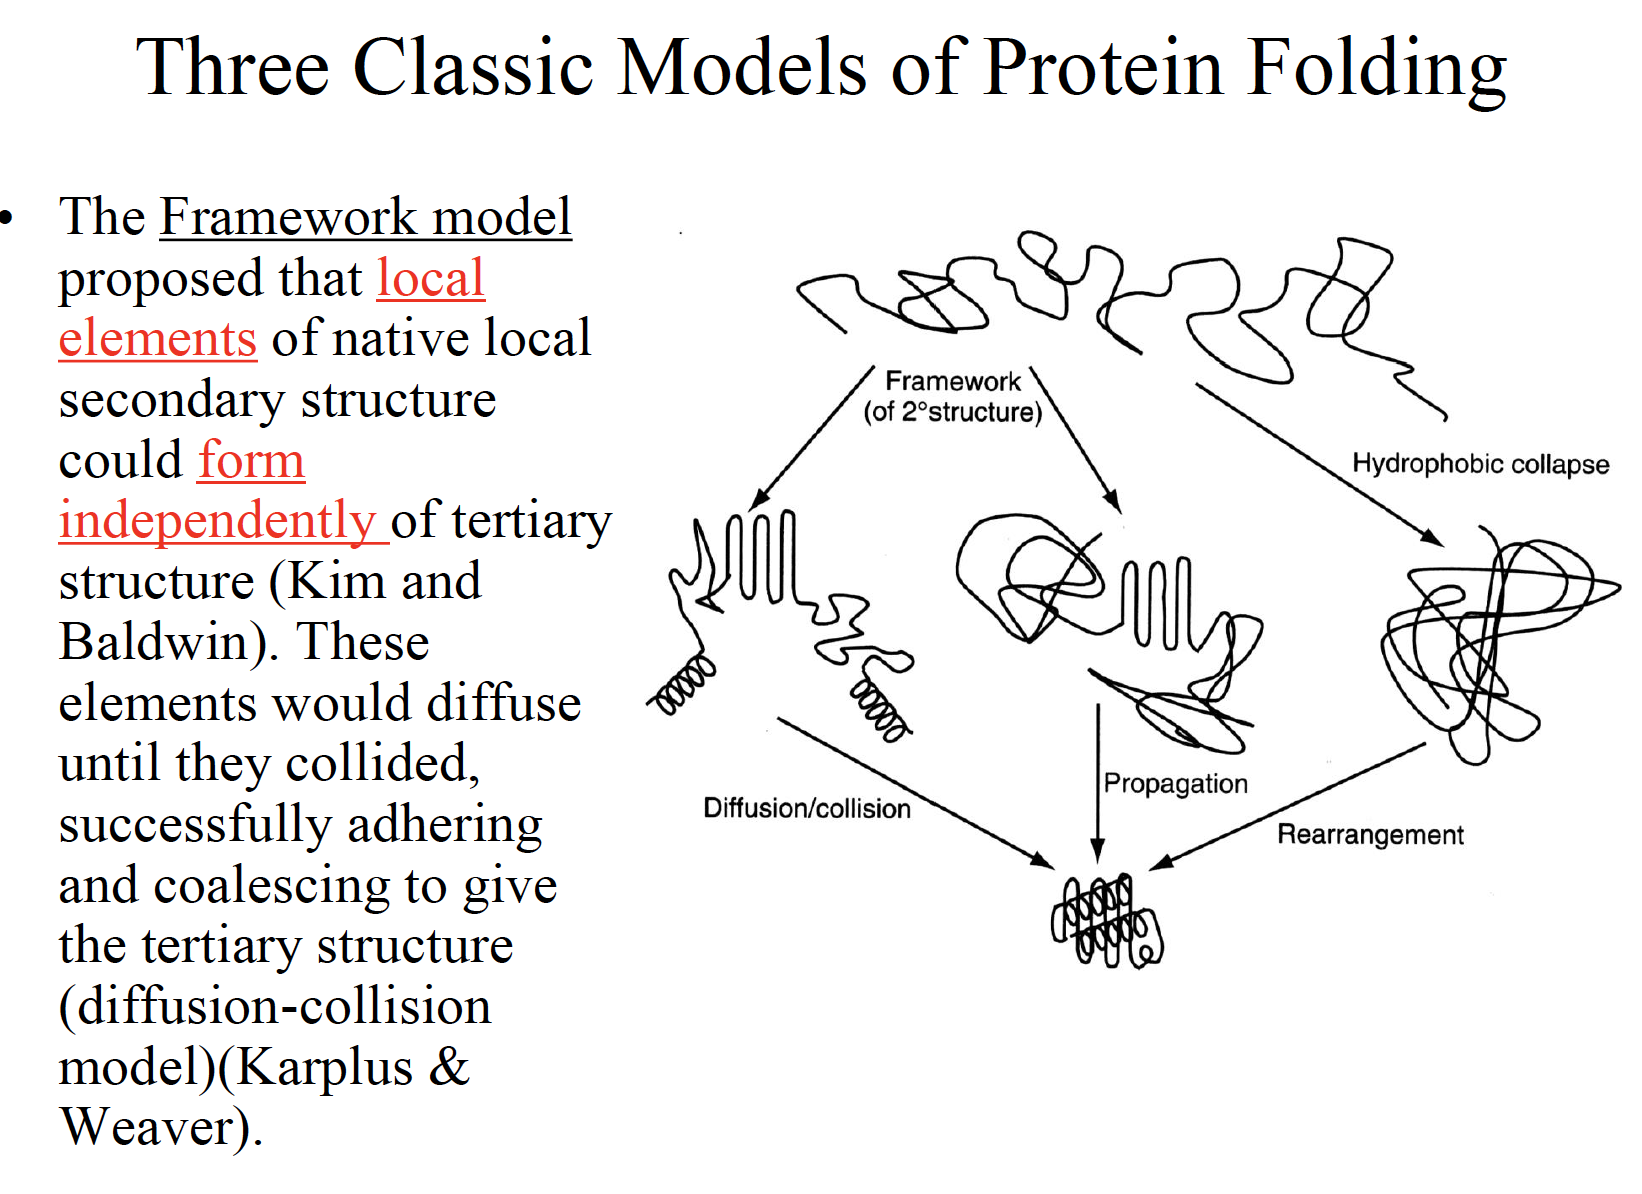 Three Classic Models of Protein Folding
• The Framework model
proposed that local
elements of native local
secondary structure
could form
independently of tertiary
structure (Kim and
Baldwin). These
elements would diffuse
until they collided,
successfully adhering
and coalescing to give
the tertiary structure
(diffusion-collision
model)(Karplus &
Weaver).
Framework
(of 2°structure)
Hydrophobic collapse
Diffusion/collision
Propagation
Rearrangement